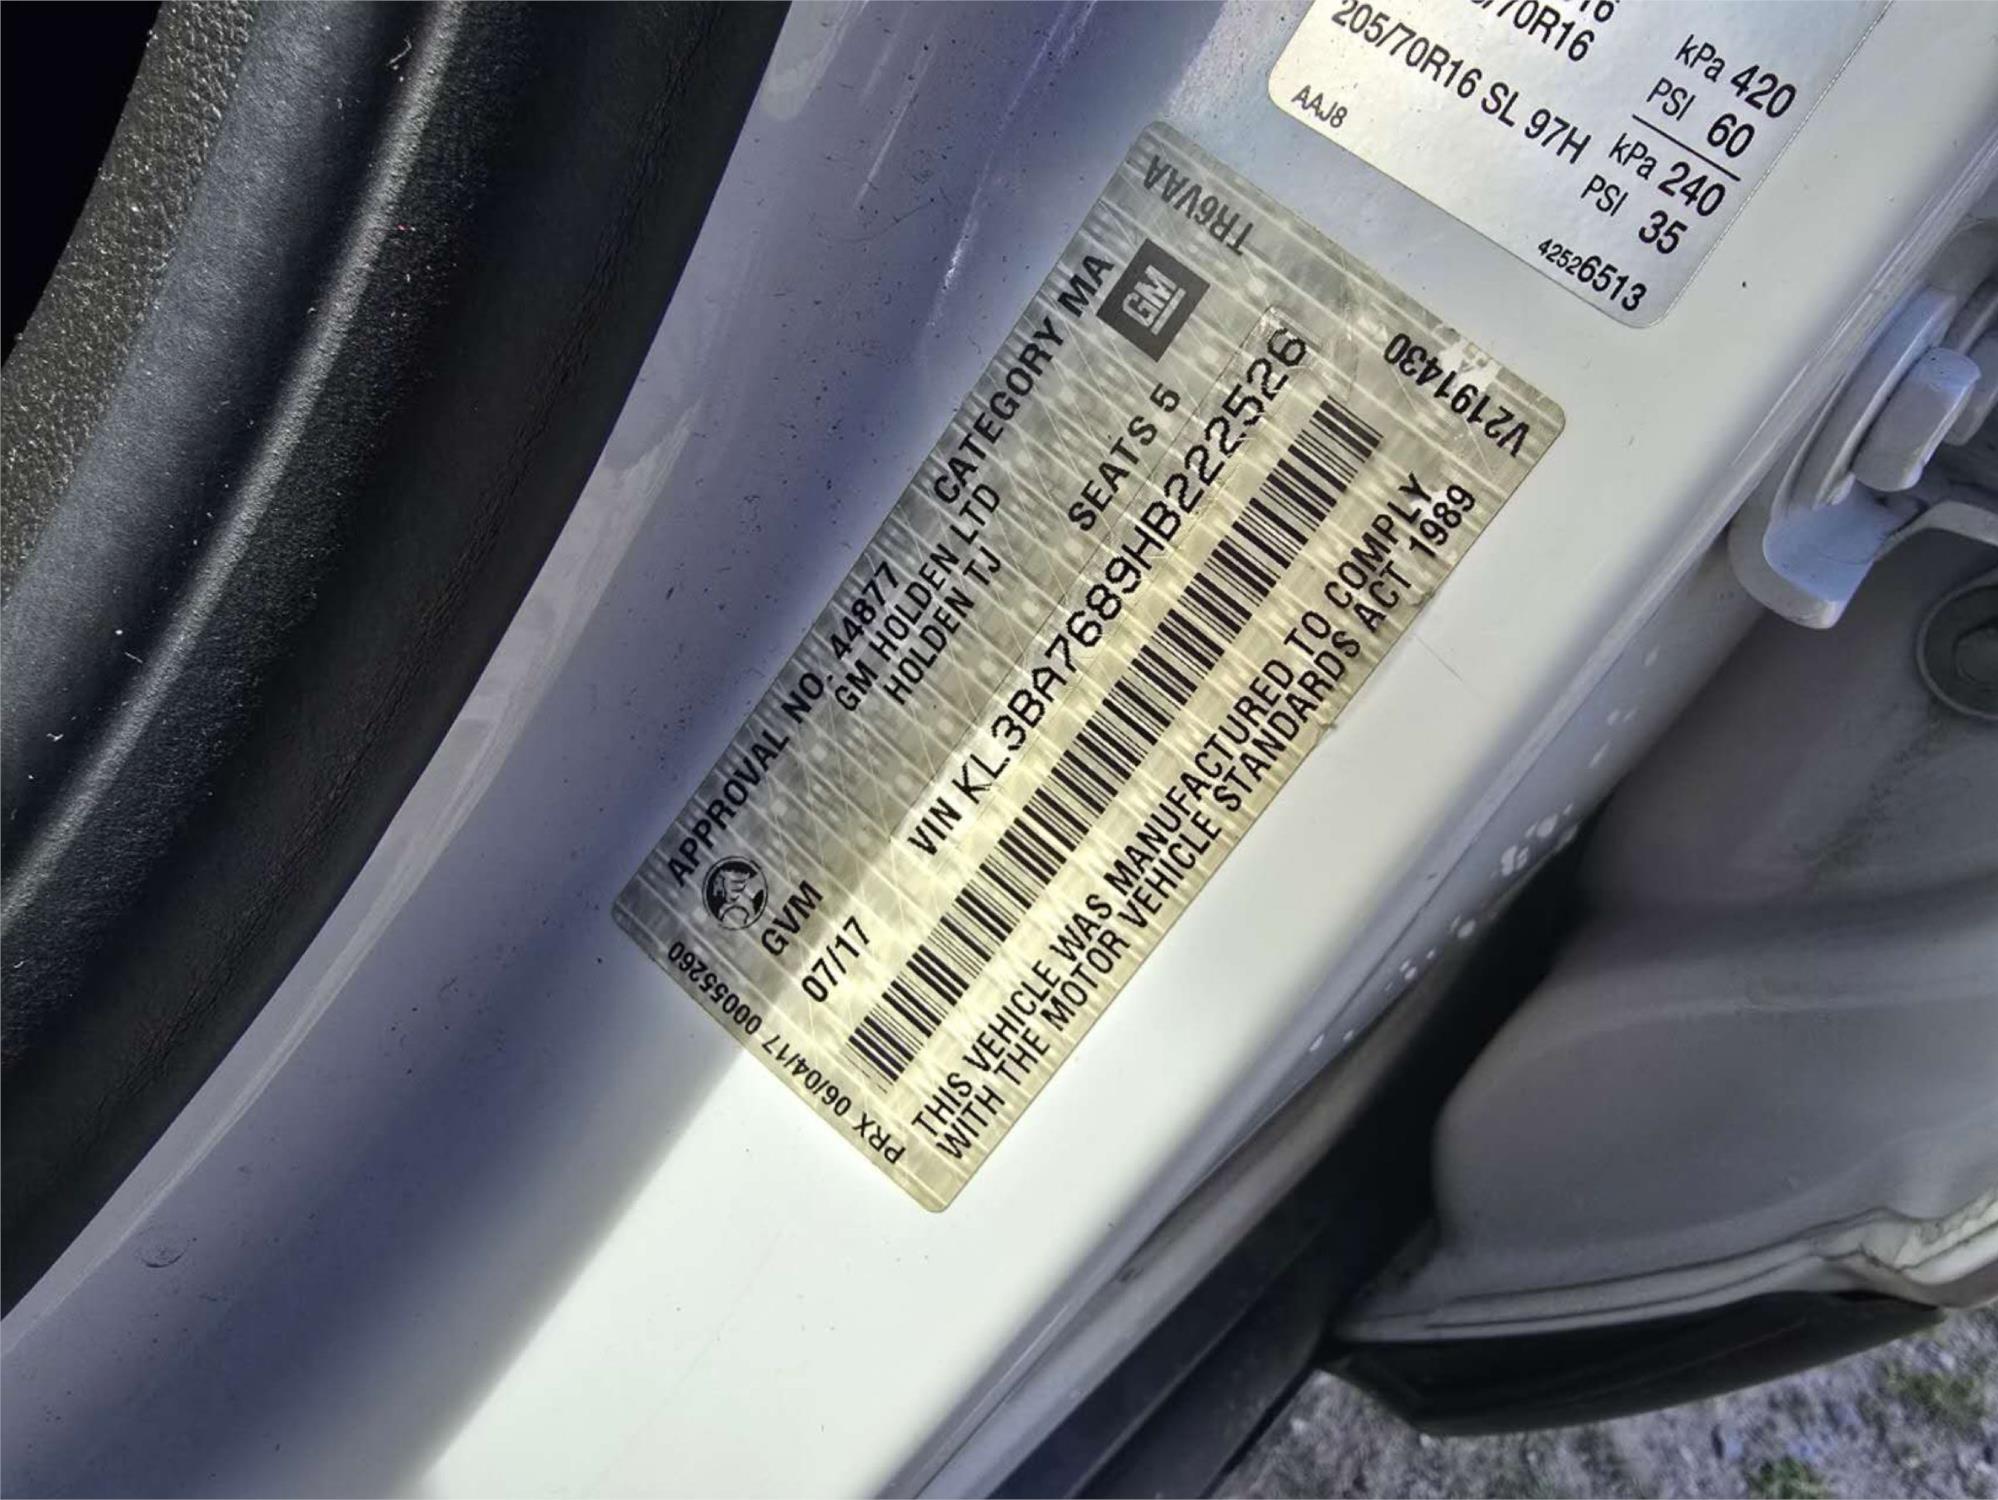 /70R16
kPa 420
PSI 60
205/70R16 SL 97H
kPa 240
PSI 35
AAJ8
42526513
TR6VAA
V2191430
APPROVAL NO. 44877 CATEGORY MA
GM HOLDEN LTD
GM
HOLDEN TJ
GVM
SEATS 5
07/17
VIN KL3BA7689HB222526
THIS VEHICLE WAS MANUFACTURED TO COMPLY
WITH THE MOTOR VEHICLE STANDARDS ACT 1989
PRX 06/04/17 00055260